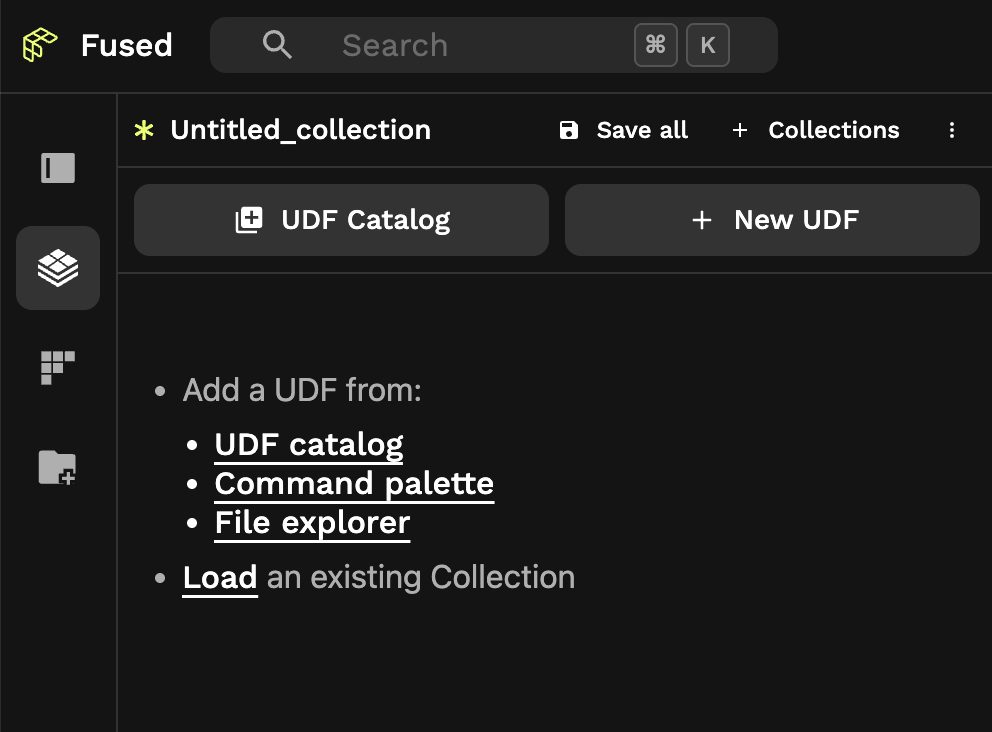 Fused
Search ⌘ K
* Untitled_collection Save all + Collections
UDF Catalog + New UDF
• Add a UDF from:
• UDF catalog
• Command palette
• File explorer
• Load an existing Collection